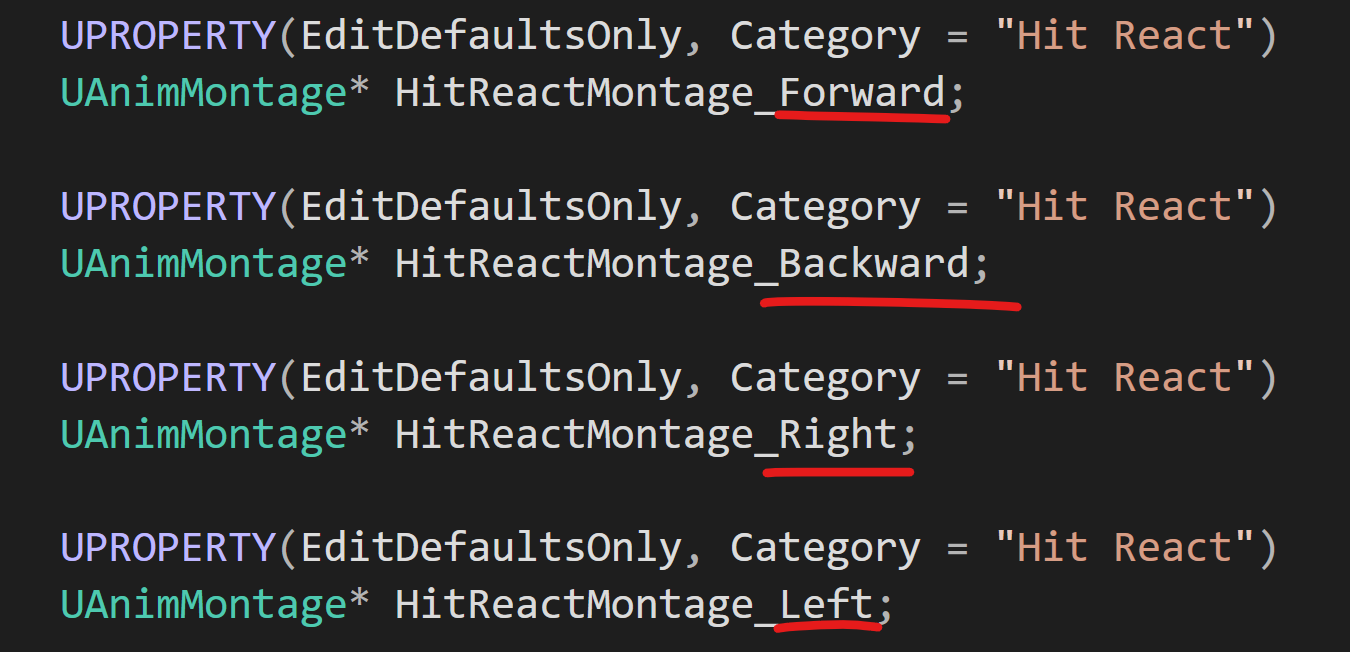 UPROPERTY(EditDefaultsOnly, Category = "Hit React")
UAnimMontage* HitReactMontage_Forward;
UPROPERTY(EditDefaultsOnly, Category = "Hit React")
UAnimMontage* HitReactMontage_Backward;
UPROPERTY(EditDefaultsOnly, Category = "Hit React")
UAnimMontage* HitReactMontage_Right;
UPROPERTY(EditDefaultsOnly, Category = "Hit React")
UAnimMontage* HitReactMontage_Left;